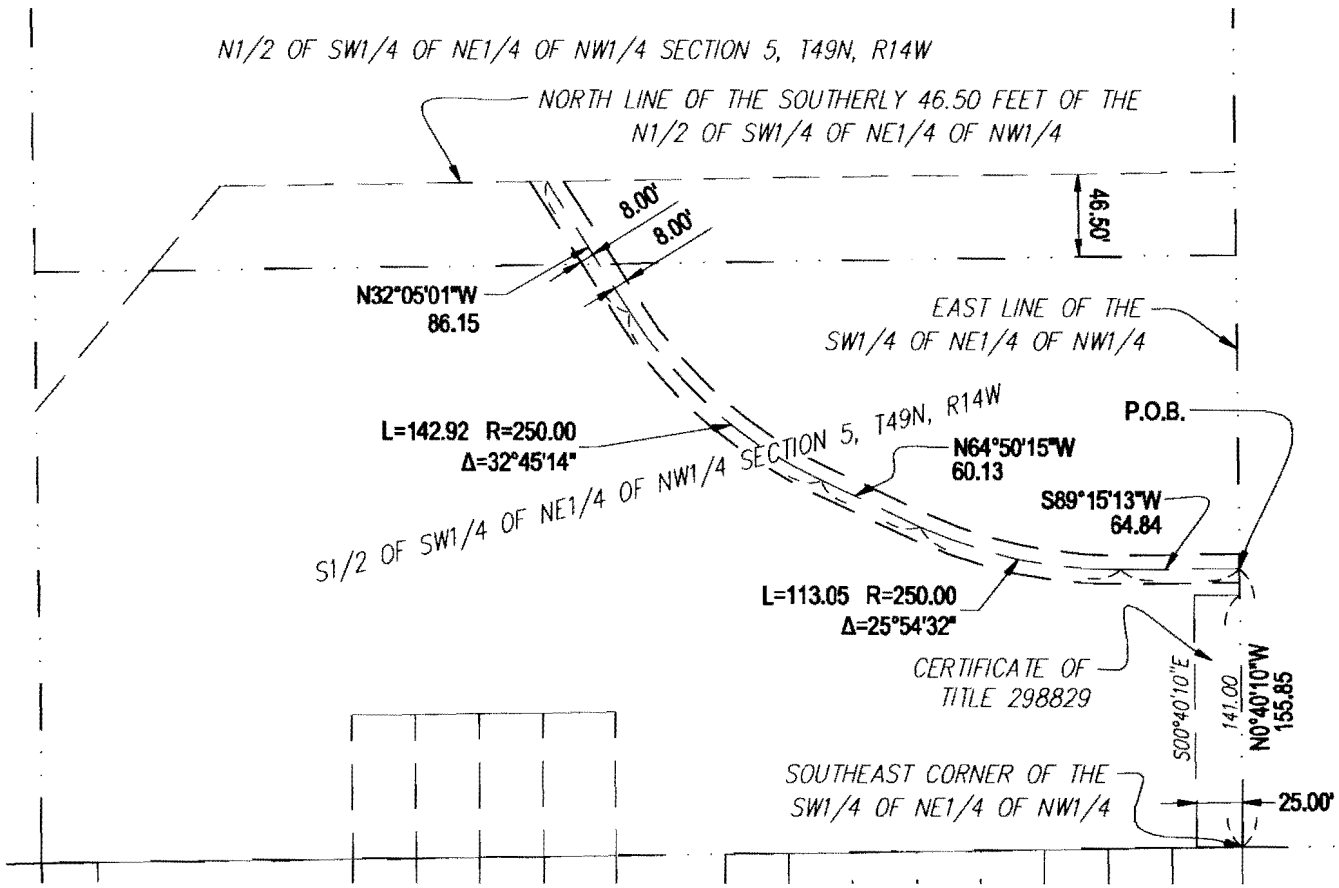 N1/2 OF SW1/4 OF NE1/4 OF NW1/4 SECTION 5, T49N, R14W
NORTH LINE OF THE SOUTHERLY 46.50 FEET OF THE
N1/2 OF SW1/4 OF NE1/4 OF NW1/4
46.50'
8.00'
8.00'
N32°05'01"W
86.15
EAST LINE OF THE
SW1/4 OF NE1/4 OF NW1/4
P.O.B.
L=142.92 R=250.00
Δ=32°45'14"
S1/2 OF SW1/4 OF NE1/4 OF NW1/4 SECTION 5, T49N, R14W
N64°50'15"W
60.13
S89°15'13"W
64.84
L=113.05 R=250.00
Δ=25°54'32"
CERTIFICATE OF
TITLE 298829
S00°40'10"E
141.00
N0°40'10"W
155.85
SOUTHEAST CORNER OF THE
SW1/4 OF NE1/4 OF NW1/4
25.00'